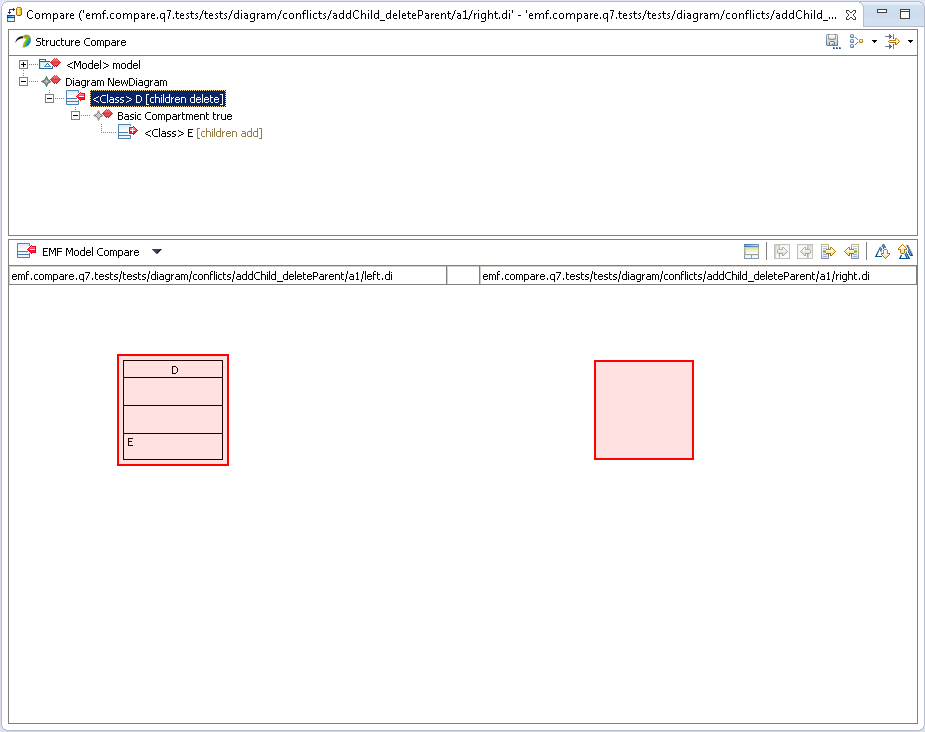 Compare ('emf.compare.q7.tests/tests/diagram/conflicts/addChild_deleteParent/a1/right.di' - 'emf.compare.q7.tests/tests/diagram/conflicts/addChild_...
Structure Compare
<Model> model
Diagram NewDiagram
<Class> D [children delete]
Basic Compartment true
<Class> E [children add]
EMF Model Compare
emf.compare.q7.tests/tests/diagram/conflicts/addChild_deleteParent/a1/left.di
emf.compare.q7.tests/tests/diagram/conflicts/addChild_deleteParent/a1/right.di
D
E